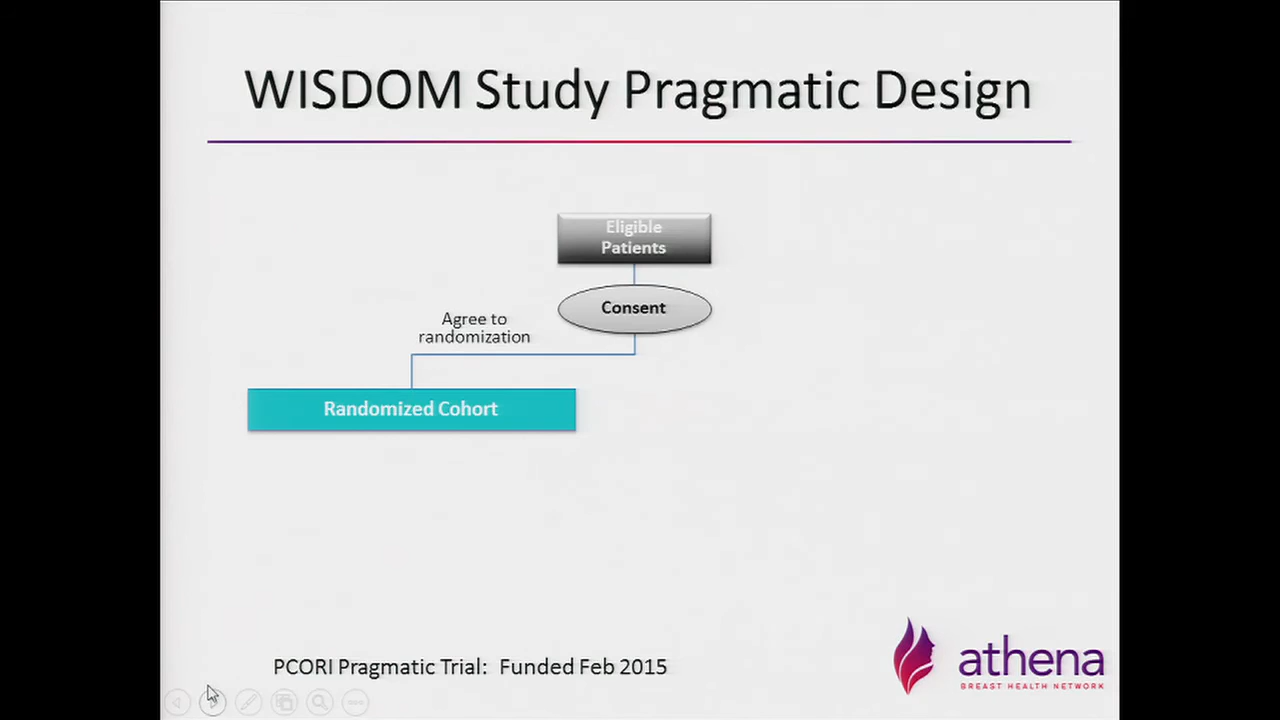 WISDOM Study Pragmatic Design
Eligible
Patients
Consent
Agree to
randomization
Randomized Cohort
PCORI Pragmatic Trial:  Funded Feb 2015
athena
BREAST HEALTH NETWORK